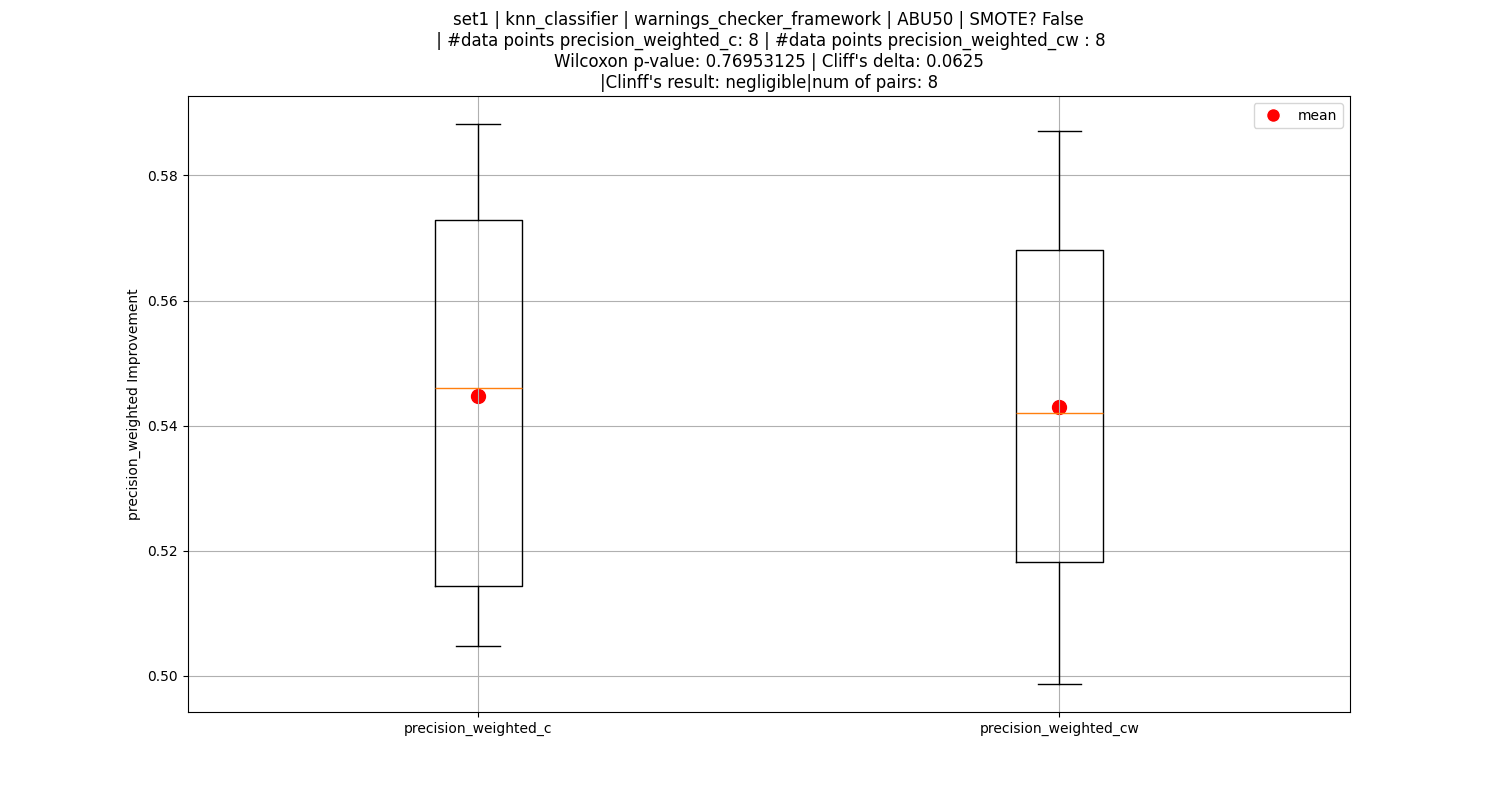 set1 | knn_classifier | warnings_checker_framework | ABU50 | SMOTE? False
| #data points precision_weighted_c: 8 | #data points precision_weighted_cw : 8
Wilcoxon p-value: 0.76953125 | Cliff's delta: 0.0625
|Clinff's result: negligible|num of pairs: 8
mean
precision_weighted Improvement
0.58
0.56
0.54
0.52
0.50
precision_weighted_c
precision_weighted_cw